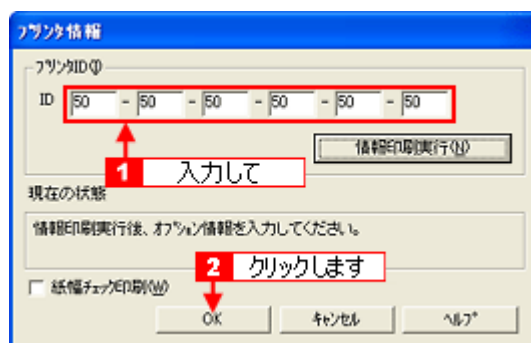 プリンタ情報
プリンタID(I)
ID 50 - 50 - 50 - 50 - 50 - 50
情報印刷実行(N)
1 入力して
現在の状態
情報印刷実行後、オプション情報を入力してください。
2 クリックします
紙幅チェック印刷(W)
OK キャンセル ヘルプ